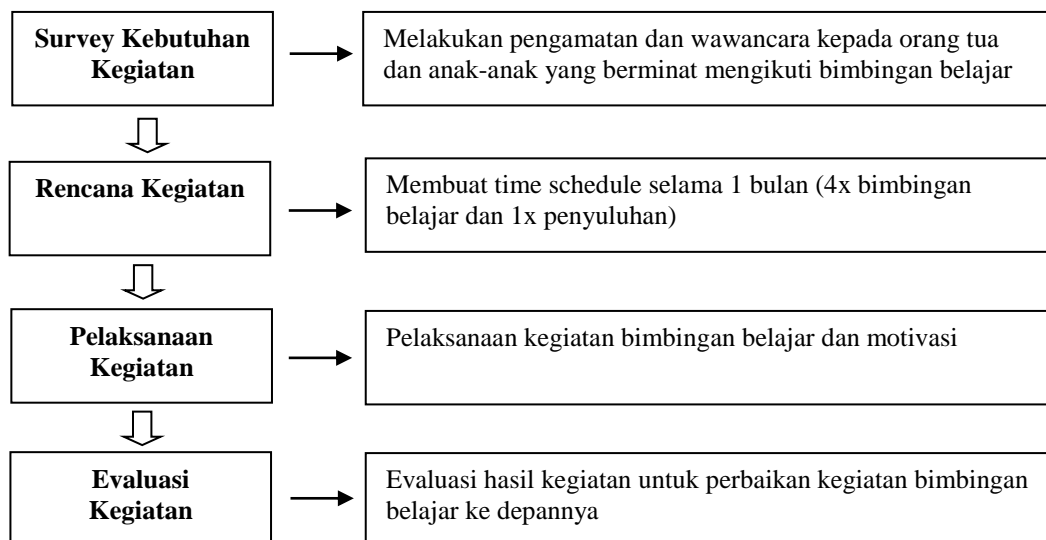 Survey Kebutuhan
Kegiatan
Melakukan pengamatan dan wawancara kepada orang tua
dan anak-anak yang berminat mengikuti bimbingan belajar
Rencana Kegiatan
Membuat time schedule selama 1 bulan (4x bimbingan
belajar dan 1x penyuluhan)
Pelaksanaan
Kegiatan
Pelaksanaan kegiatan bimbingan belajar dan motivasi
Evaluasi
Kegiatan
Evaluasi hasil kegiatan untuk perbaikan kegiatan bimbingan
belajar ke depannya